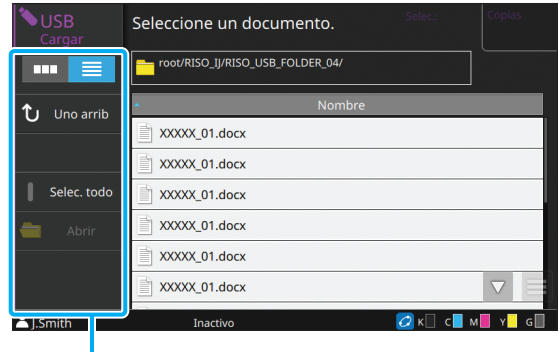 USB
Cargar
Seleccione un documento.
Selec.:
Copias
root/RISO_IJ/RISO_USB_FOLDER_04/
Uno arrib
Nombre
XXXXX_01.docx
XXXXX_01.docx
XXXXX_01.docx
Selec. todo
XXXXX_01.docx
Abrir
XXXXX_01.docx
XXXXX_01.docx
J.Smith
Inactivo
K C M Y G